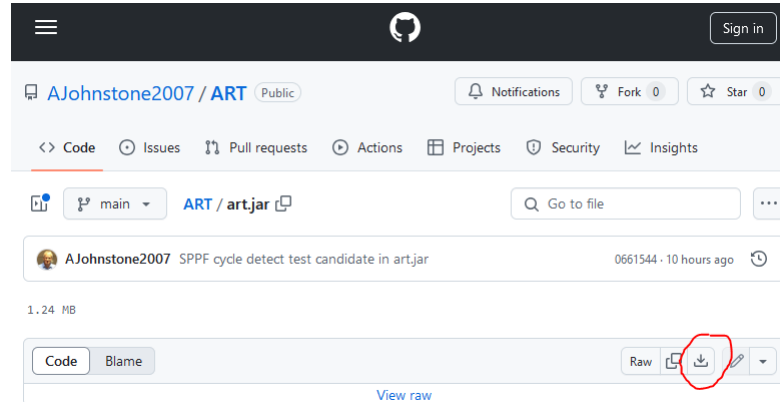 Sign in
AJohnstone2007 / ART Public Notifications Fork 0 Star 0
<> Code Issues Pull requests Actions Projects Security Insights
main ART / art.jar Go to file ...
AJohnstone2007 SPPF cycle detect test candidate in art.jar 0661544 · 10 hours ago
1.24 MB
Code Blame Raw
View raw